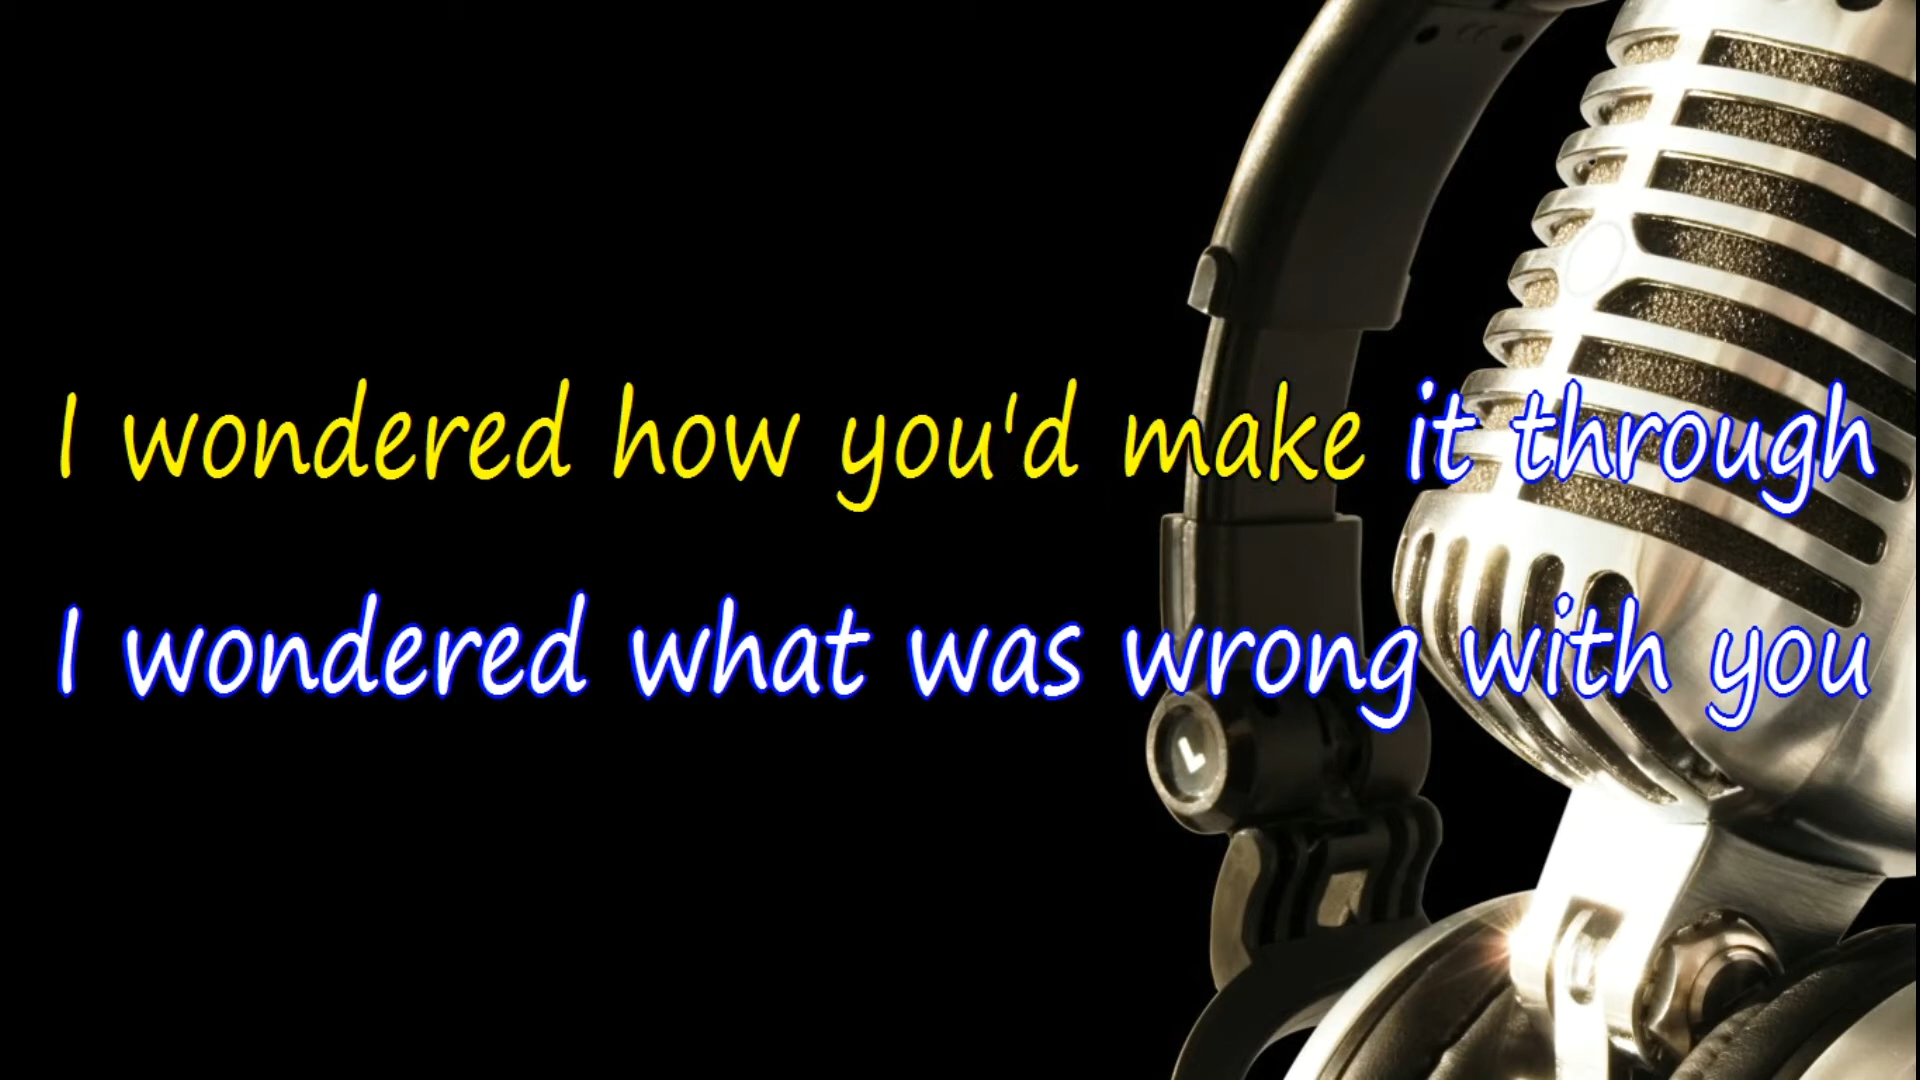 I wondered how you'd make it through
I wondered what was wrong with you
L